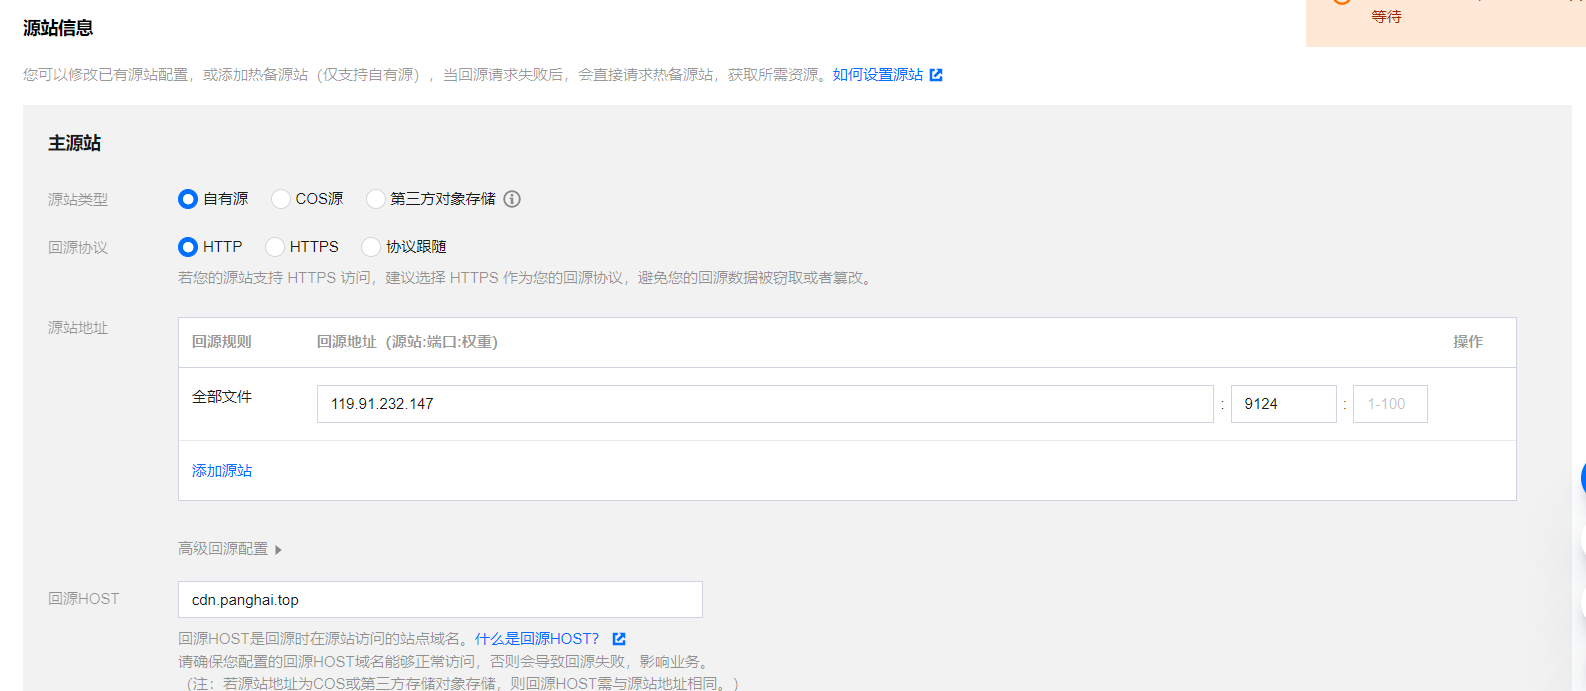 等待
源站信息
您可以修改已有源站配置，或添加热备源站（仅支持自有源），当回源请求失败后，会直接请求热备源站，获取所需资源。如何设置源站
主源站
源站类型 自有源 COS源 第三方对象存储
回源协议 HTTP HTTPS 协议跟随
若您的源站支持 HTTPS 访问，建议选择 HTTPS 作为您的回源协议，避免您的回源数据被窃取或者篡改。
源站地址 回源规则 回源地址（源站:端口:权重） 操作
全部文件 119.91.232.147 : 9124 : 1-100
添加源站
高级回源配置
回源HOST cdn.panghai.top
回源HOST是回源时在源站访问的站点域名。什么是回源HOST？
请确保您配置的回源HOST域名能够正常访问，否则会导致回源失败，影响业务。
（注：若源站地址为COS或第三方存储对象存储，则回源HOST需与源站地址相同。）